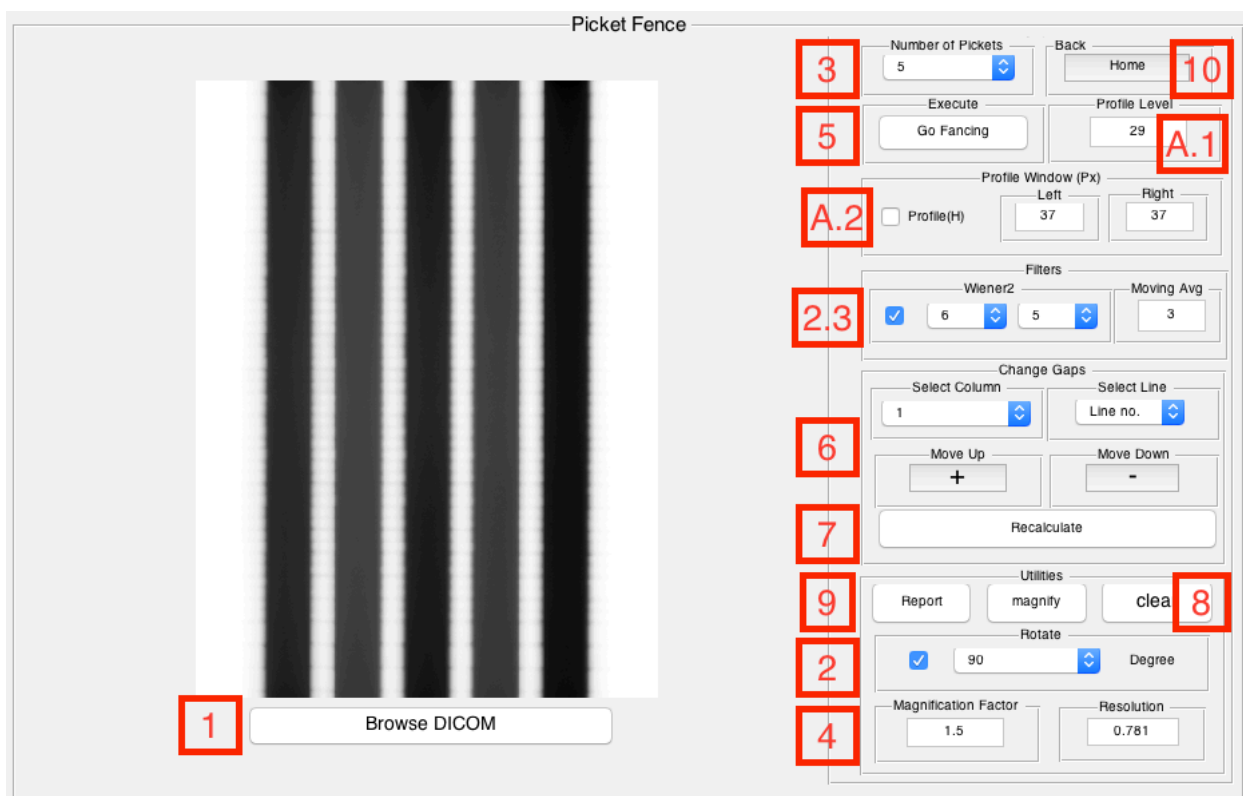 Picket Fence
Number of Pickets
Back
3
5
Home
10
Execute
Profile Level
5
Go Fancing
29
A.1
Profile Window (Px)
Left
Right
A.2
Profile(H)
37
37
Filters
Wiener2
Moving Avg
2.3
6
5
3
Change Gaps
Select Column
Select Line
1
Line no.
6
Move Up
Move Down
+
-
7
Recalculate
Utilities
9
Report
magnify
clea
8
Rotate
2
90
Degree
Magnification Factor
Resolution
4
1.5
0.781
1
Browse DICOM